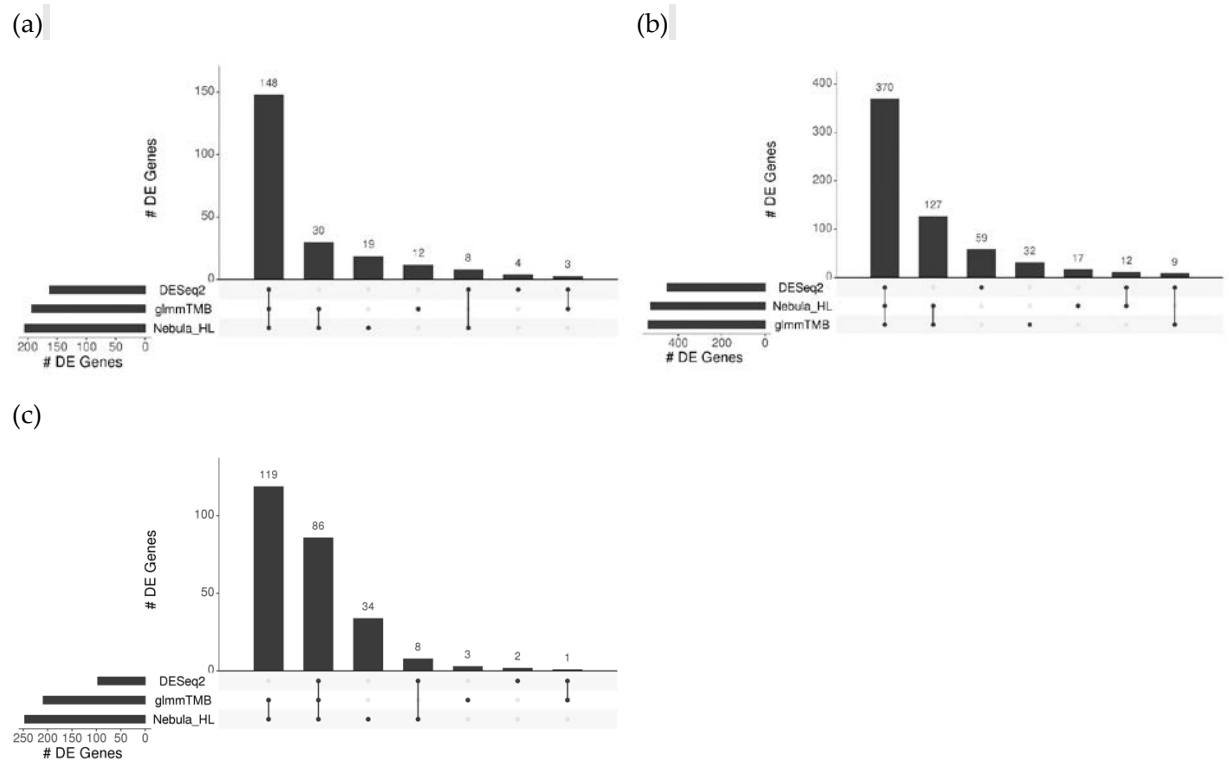 (a)
148
30
19
12
8
4
3
150
100
50
0
# DE Genes
DESeq2
glmmTMB
Nebula_HL
200 150 100 50 0
# DE Genes
(b)
370
127
59
32
17
12
9
400
300
200
100
0
# DE Genes
DESeq2
Nebula_HL
glmmTMB
400 200 0
# DE Genes
(c)
119
86
34
8
3
2
1
100
50
0
# DE Genes
DESeq2
glmmTMB
Nebula_HL
250 200 150 100 50 0
# DE Genes